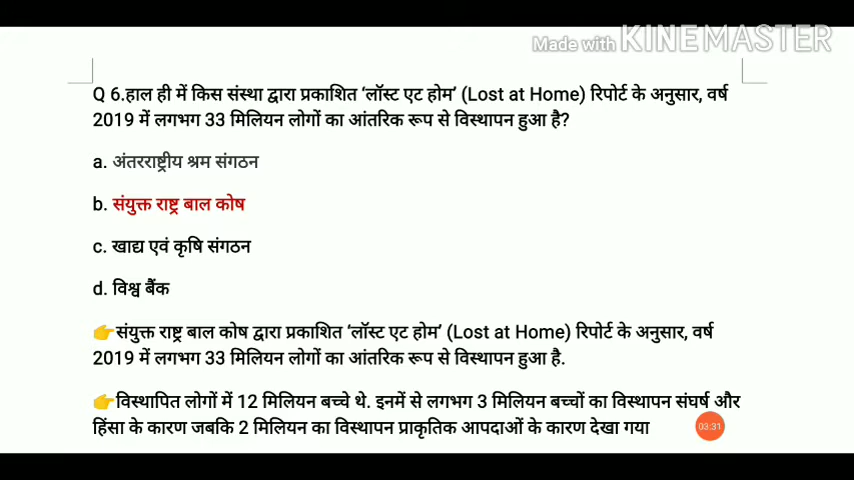 Made with KINEMASTER
Q 6.हाल ही में किस संस्था द्वारा प्रकाशित ‘लॉस्ट एट होम’ (Lost at Home) रिपोर्ट के अनुसार, वर्ष
2019 में लगभग 33 मिलियन लोगों का आंतरिक रूप से विस्थापन हुआ है?
a. अंतरराष्ट्रीय श्रम संगठन
b. संयुक्त राष्ट्र बाल कोष
c. खाद्य एवं कृषि संगठन
d. विश्व बैंक
👉संयुक्त राष्ट्र बाल कोष द्वारा प्रकाशित ‘लॉस्ट एट होम’ (Lost at Home) रिपोर्ट के अनुसार, वर्ष
2019 में लगभग 33 मिलियन लोगों का आंतरिक रूप से विस्थापन हुआ है.
👉विस्थापित लोगों में 12 मिलियन बच्चे थे. इनमें से लगभग 3 मिलियन बच्चों का विस्थापन संघर्ष और
हिंसा के कारण जबकि 2 मिलियन का विस्थापन प्राकृतिक आपदाओं के कारण देखा गया
03:31